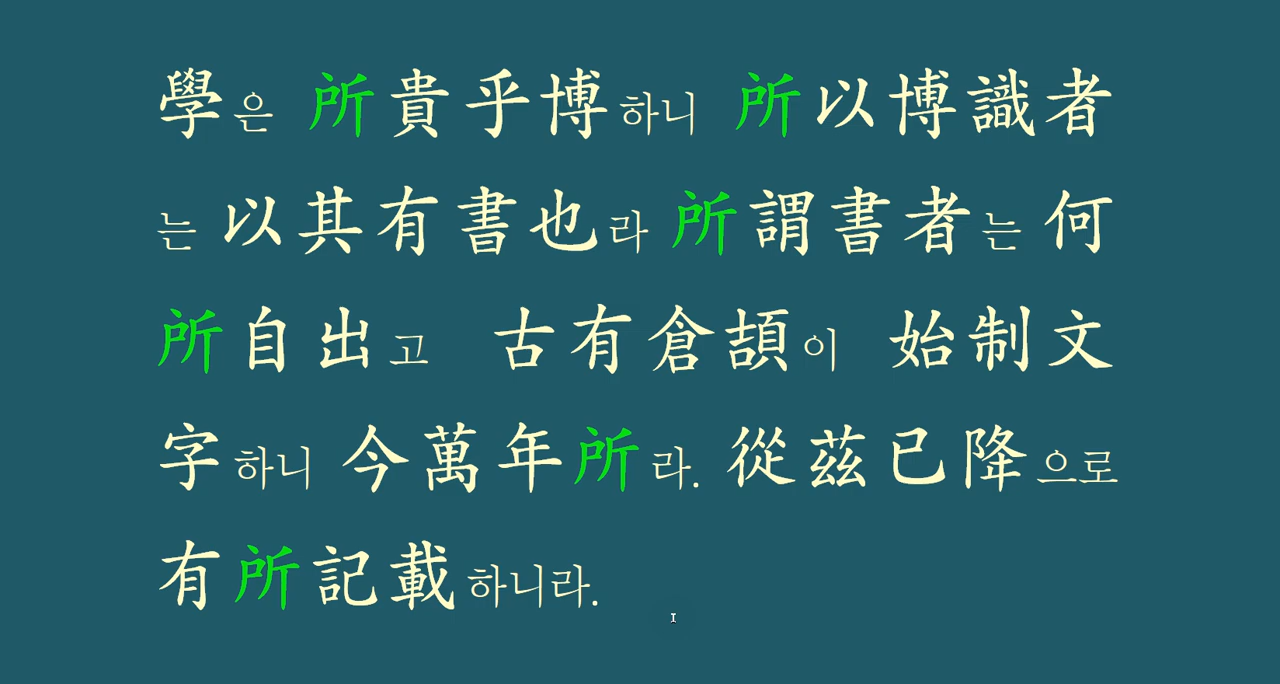 學은 所貴乎博하니 所以博識者
는 以其有書也라 所謂書者는 何
所自出고 古有倉頡이 始制文
字하니 今萬年所라. 從茲已降으로
有所記載하니라.